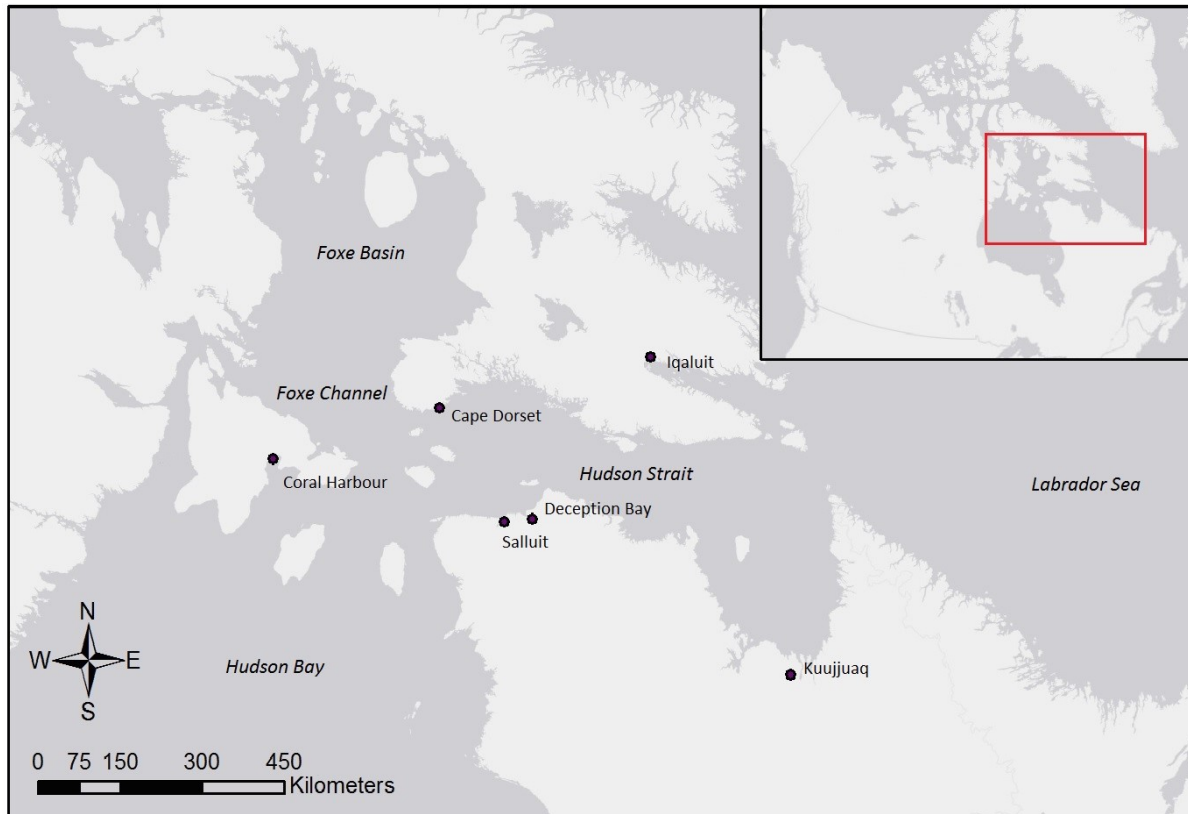 Foxe Basin
Iqaluit
Foxe Channel
Cape Dorset
Hudson Strait
Coral Harbour
Labrador Sea
Deception Bay
Salluit
N
W E
S
Hudson Bay
Kuujjuaq
0 75 150 300 450
Kilometers